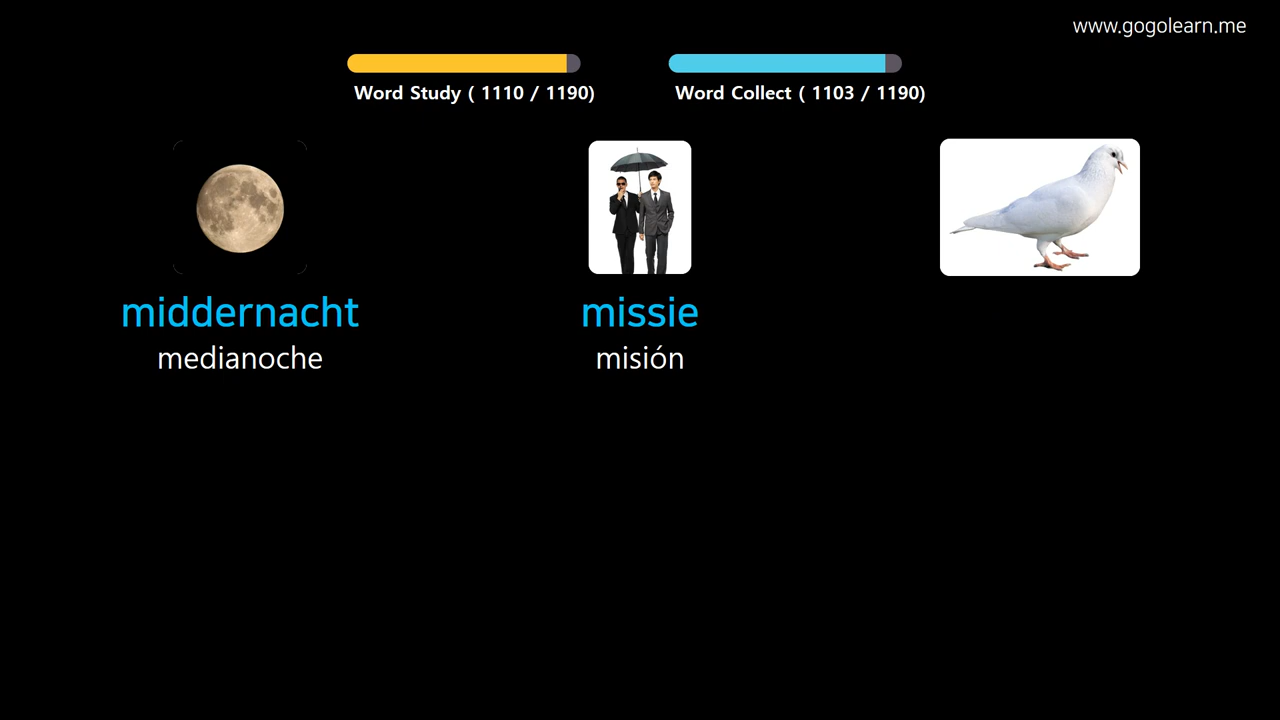 www.gogolearn.me
Word Study ( 1110 / 1190)
Word Collect ( 1103 / 1190)
middernacht
medianoche
missie
misión